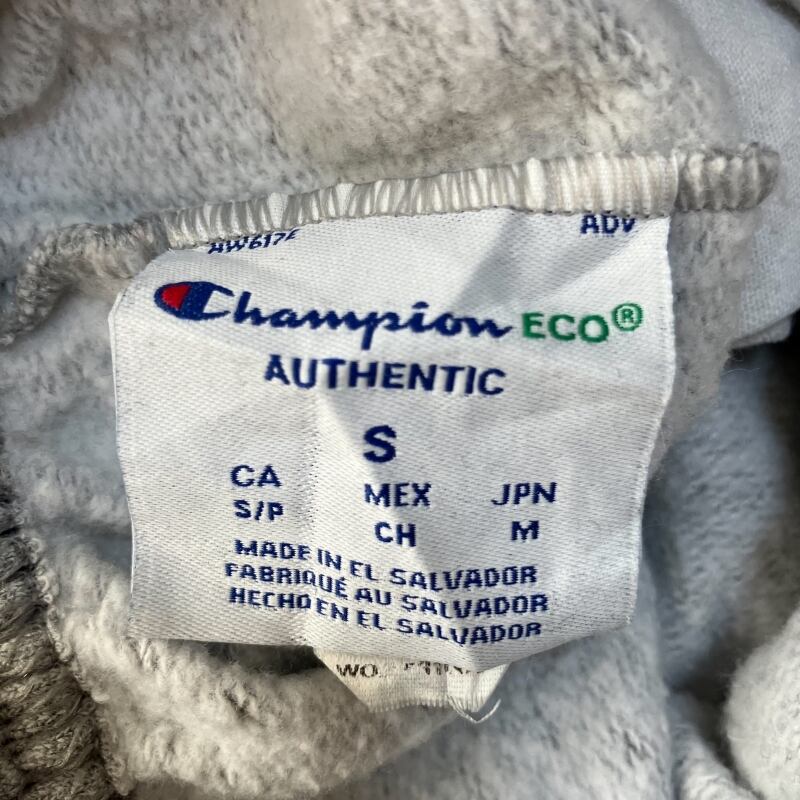 ADV
Champion ECO®
AUTHENTIC
S
CA MEX JPN
S/P CH M
MADE IN EL SALVADOR
FABRIQUÉ AU SALVADOR
HECHO EN EL SALVADOR